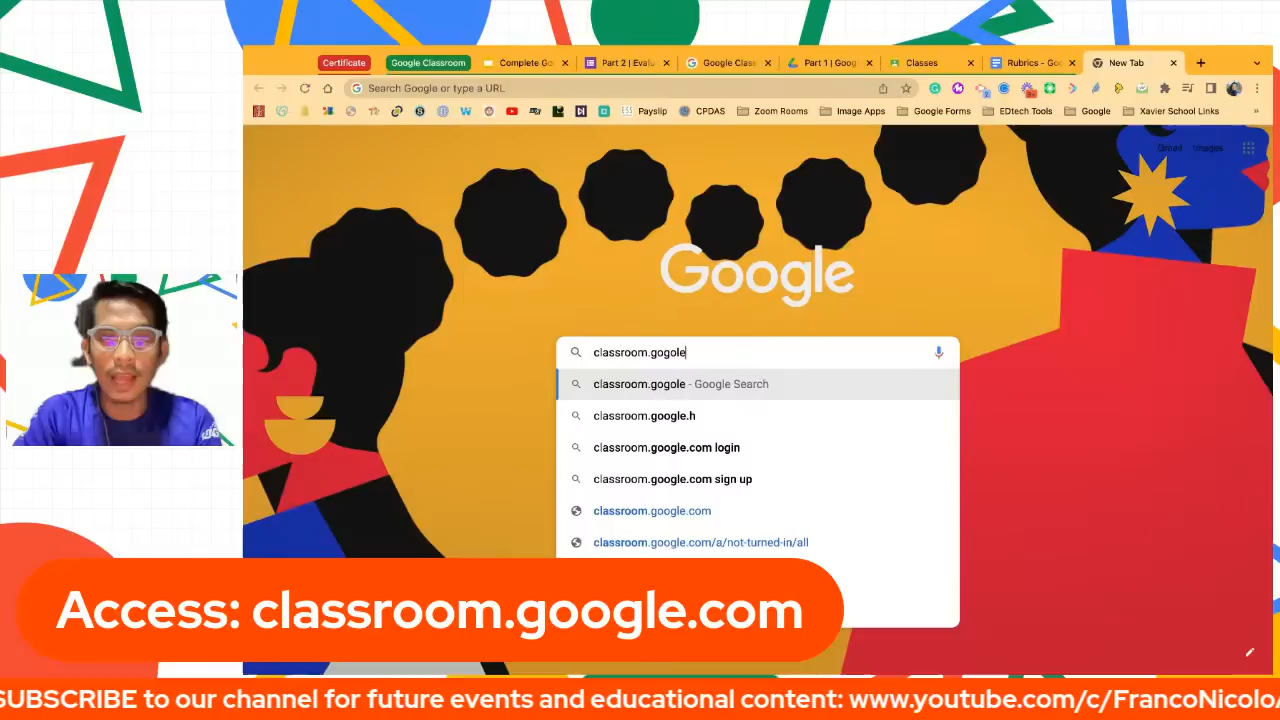 Certificate Google Classroom Complete Go Part 2 | Evalu Google Class Part 1 | Goog Classes Rubrics - Goo New Tab
Search Google or type a URL
Payslip CPDAS Zoom Rooms Image Apps Google Forms EDtech Tools Google Xavier School Links
Gmail Images
Google
classroom.gogole
classroom.gogole - Google Search
classroom.google.h
classroom.google.com login
classroom.google.com sign up
classroom.google.com
classroom.google.com/a/not-turned-in/all
Access: classroom.google.com
SUBSCRIBE to our channel for future events and educational content: www.youtube.com/c/FrancoNicolo